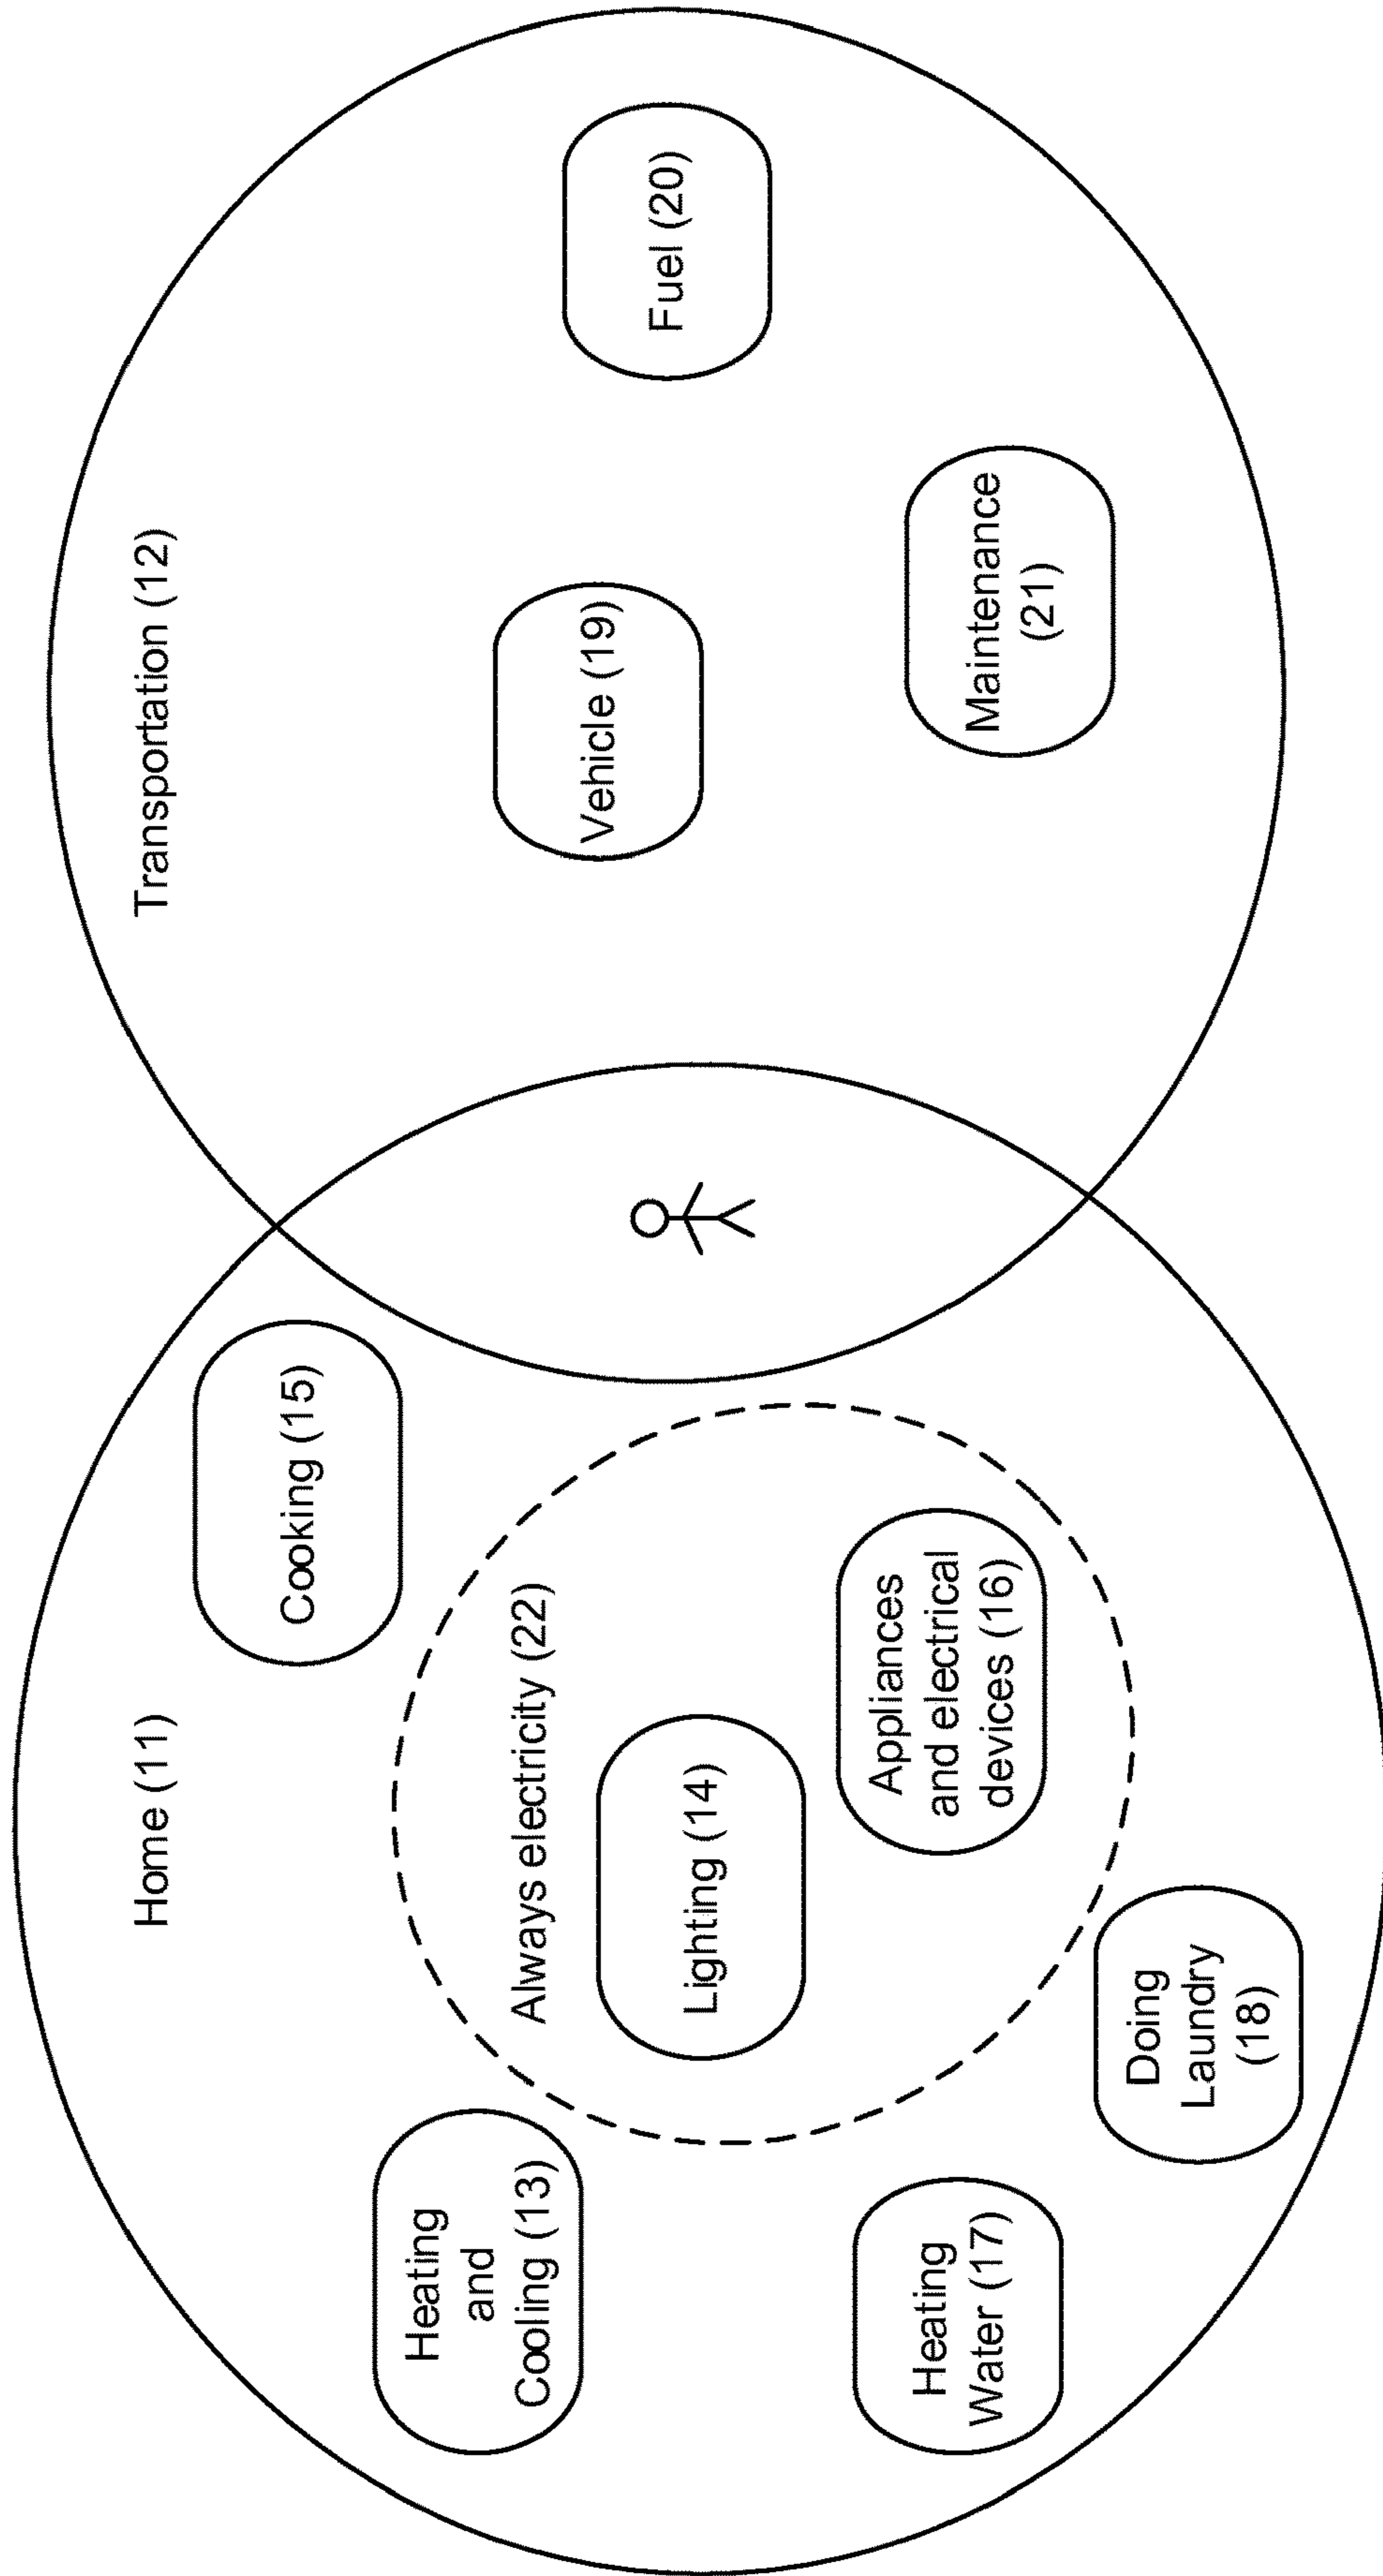 Home (11)
Transportation (12)
Heating
and
Cooling (13)
Cooking (15)
Always electricity (22)
Lighting (14)
Appliances
and electrical
devices (16)
Heating
Water (17)
Doing
Laundry
(18)
Vehicle (19)
Fuel (20)
Maintenance
(21)